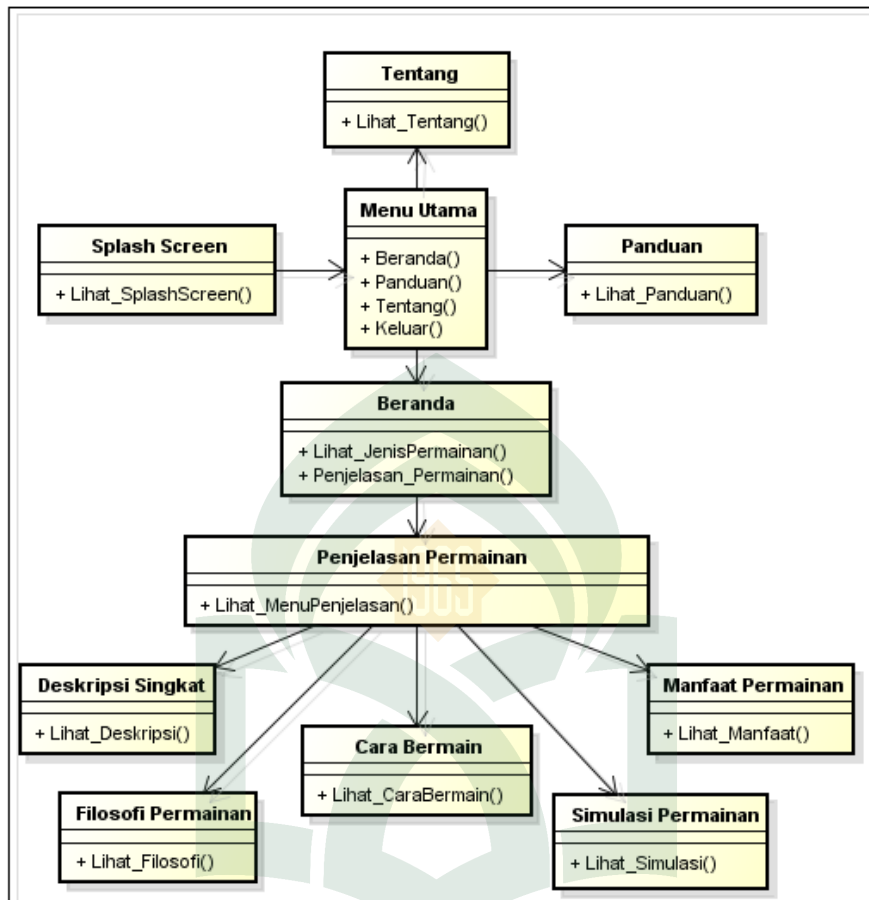 Tentang
+ Lihat_Tentang()
Menu Utama
+ Beranda()
+ Panduan()
+ Tentang()
+ Keluar()
Splash Screen
+ Lihat_SplashScreen()
Panduan
+ Lihat_Panduan()
Beranda
+ Lihat_JenisPermainan()
+ Penjelasan_Permainan()
Penjelasan Permainan
+ Lihat_MenuPenjelasan()
Deskripsi Singkat
+ Lihat_Deskripsi()
Manfaat Permainan
+ Lihat_Manfaat()
Cara Bermain
+ Lihat_CaraBermain()
Filosofi Permainan
+ Lihat_Filosofi()
Simulasi Permainan
+ Lihat_Simulasi()